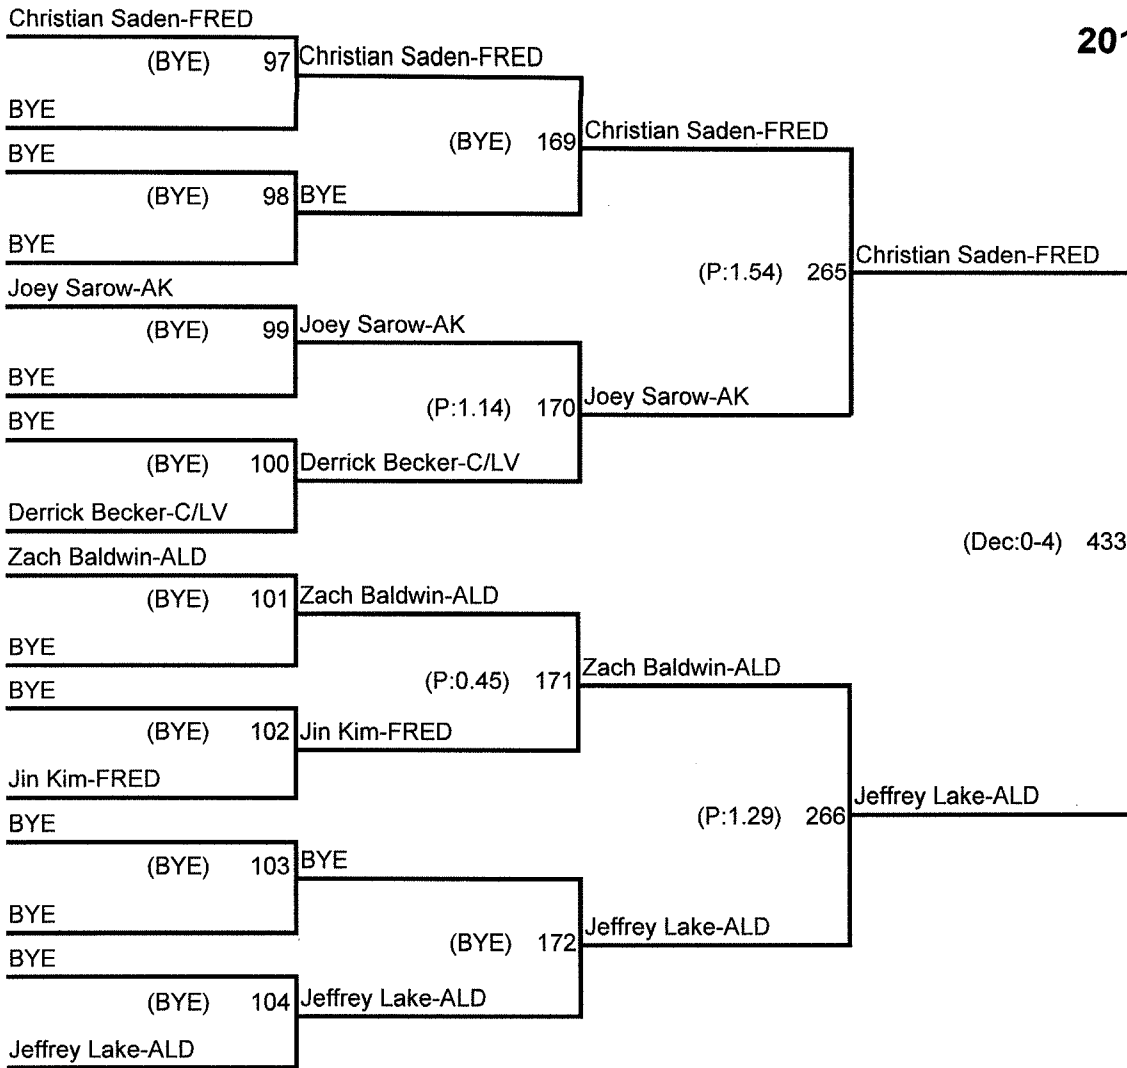 Christian Saden-FRED
201
(BYE) 97 Christian Saden-FRED
BYE
(BYE) 169 Christian Saden-FRED
BYE
(BYE) 98 BYE
BYE
(P:1.54) 265 Christian Saden-FRED
Joey Sarow-AK
(BYE) 99 Joey Sarow-AK
BYE
(P:1.14) 170 Joey Sarow-AK
BYE
(BYE) 100 Derrick Becker-C/LV
Derrick Becker-C/LV
(Dec:0-4) 433
Zach Baldwin-ALD
(BYE) 101 Zach Baldwin-ALD
BYE
(P:0.45) 171 Zach Baldwin-ALD
BYE
(BYE) 102 Jin Kim-FRED
Jin Kim-FRED
(P:1.29) 266 Jeffrey Lake-ALD
BYE
(BYE) 103 BYE
BYE
(BYE) 172 Jeffrey Lake-ALD
BYE
(BYE) 104 Jeffrey Lake-ALD
Jeffrey Lake-ALD